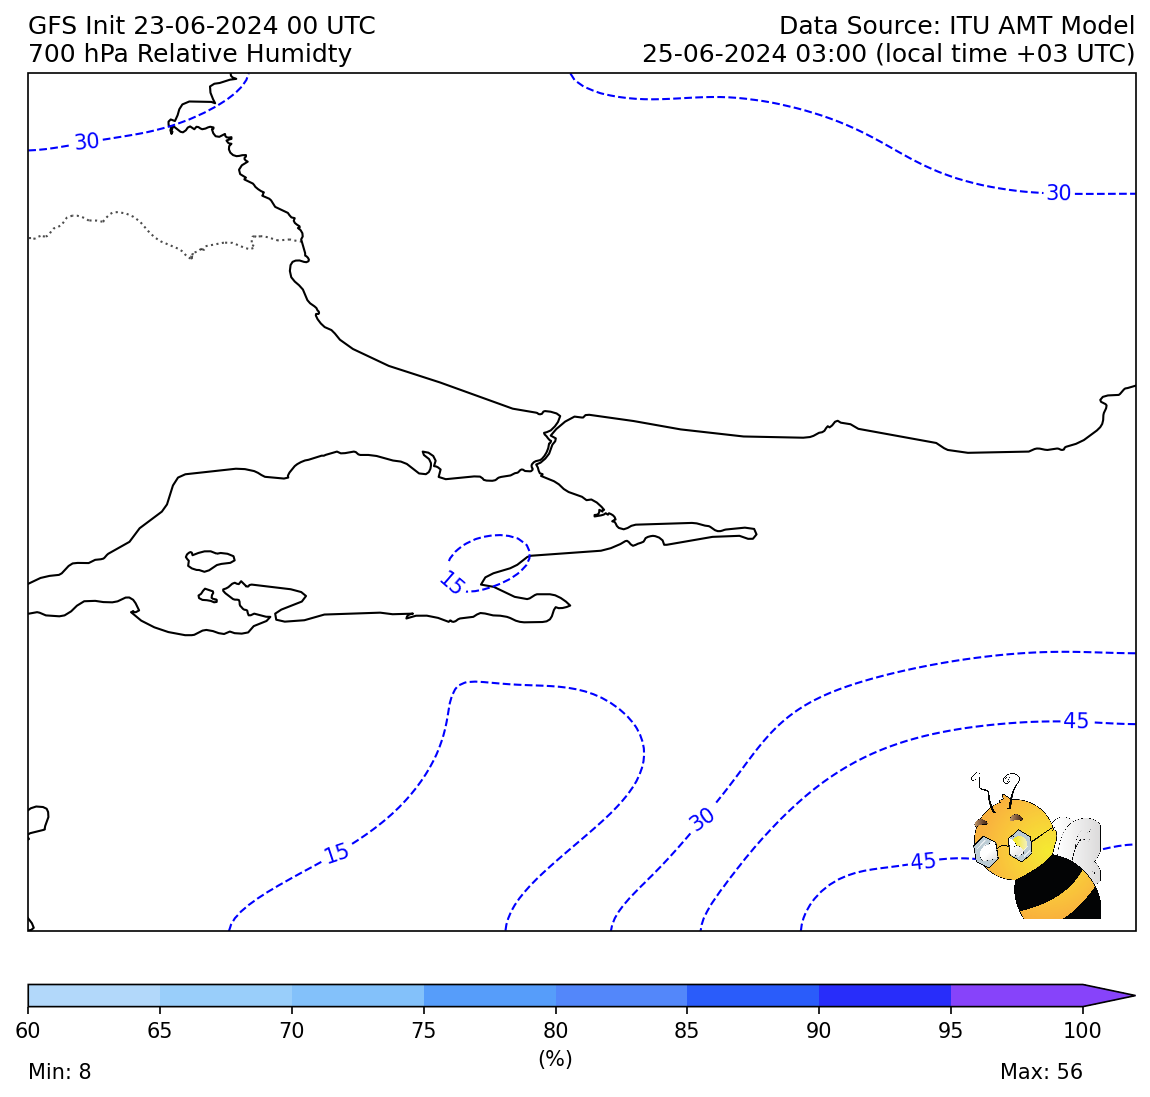 GFS Init 23-06-2024 00 UTC
Data Source: ITU AMT Model
700 hPa Relative Humidty
25-06-2024 03:00 (local time +03 UTC)
30
30
15
45
30
15
45
60 65 70 75 80 85 90 95 100
(%)
Min: 8
Max: 56